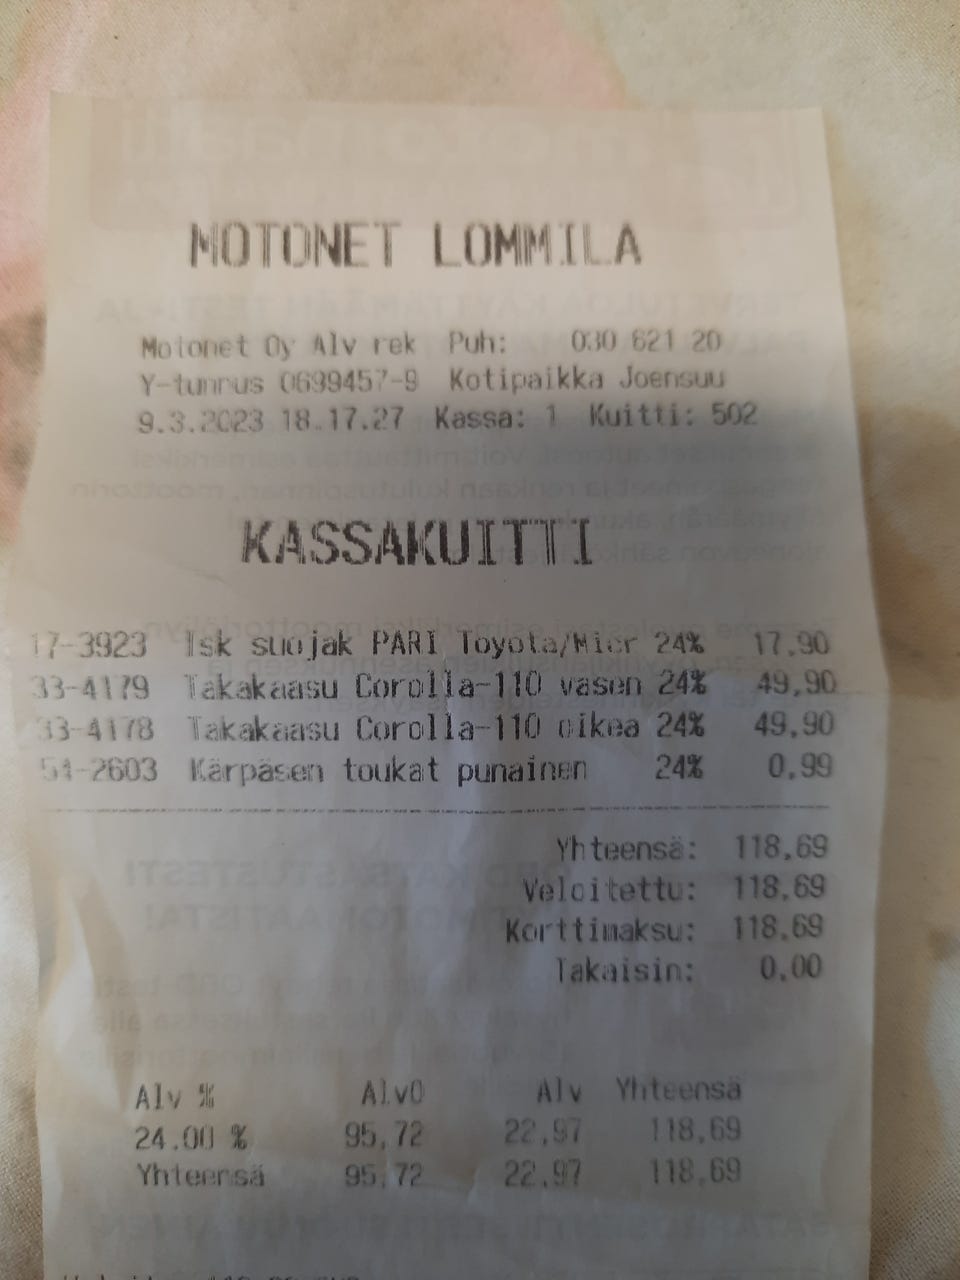 MOTONET LOMMILA
Motonet Oy Alv rek Puh: 030 621 20
Y-tunnus 0699457-9 Kotipaikka Joensuu
9.3.2023 18.17.27 Kassa: 1 Kuitti: 502
KASSAKUITTI
17-3923 Isk suojak PARI Toyota/Mier 24% 17,90
33-4179 Takakaasu Corolla-110 vasen 24% 49,90
33-4178 Takakaasu Corolla-110 oikea 24% 49,90
54-2603 Kärpäsen toukat punainen 24% 0,99
Yhteensä: 118,69
Veloitettu: 118,69
Korttimaksu: 118,69
Takaisin: 0,00
Alv % Alv0 Alv Yhteensä
24.00 % 95,72 22,97 118,69
Yhteensä 95,72 22,97 118,69